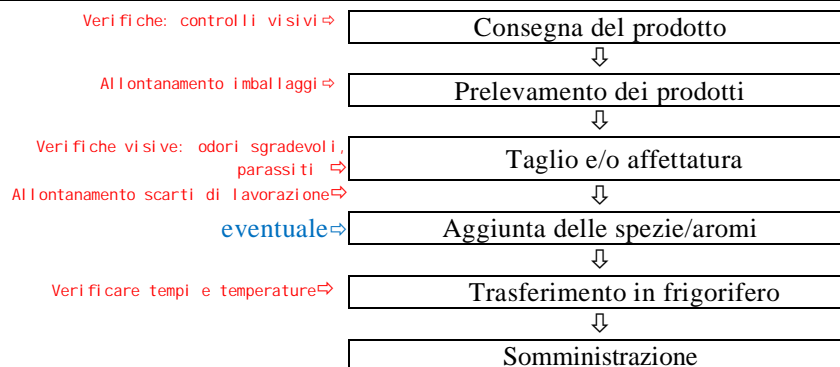 Verifiche: controlli visivi⇨ Consegna del prodotto
⇩
Allontanamento imballaggi⇨ Prelevamento dei prodotti
⇩
Verifiche visive: odori sgradevoli,
parassiti ⇨ Taglio e/o affettatura
Allontanamento scarti di lavorazione⇨ ⇩
eventuale⇨ Aggiunta delle spezie/aromi
⇩
Verificare tempi e temperature⇨ Trasferimento in frigorifero
⇩
Somministrazione